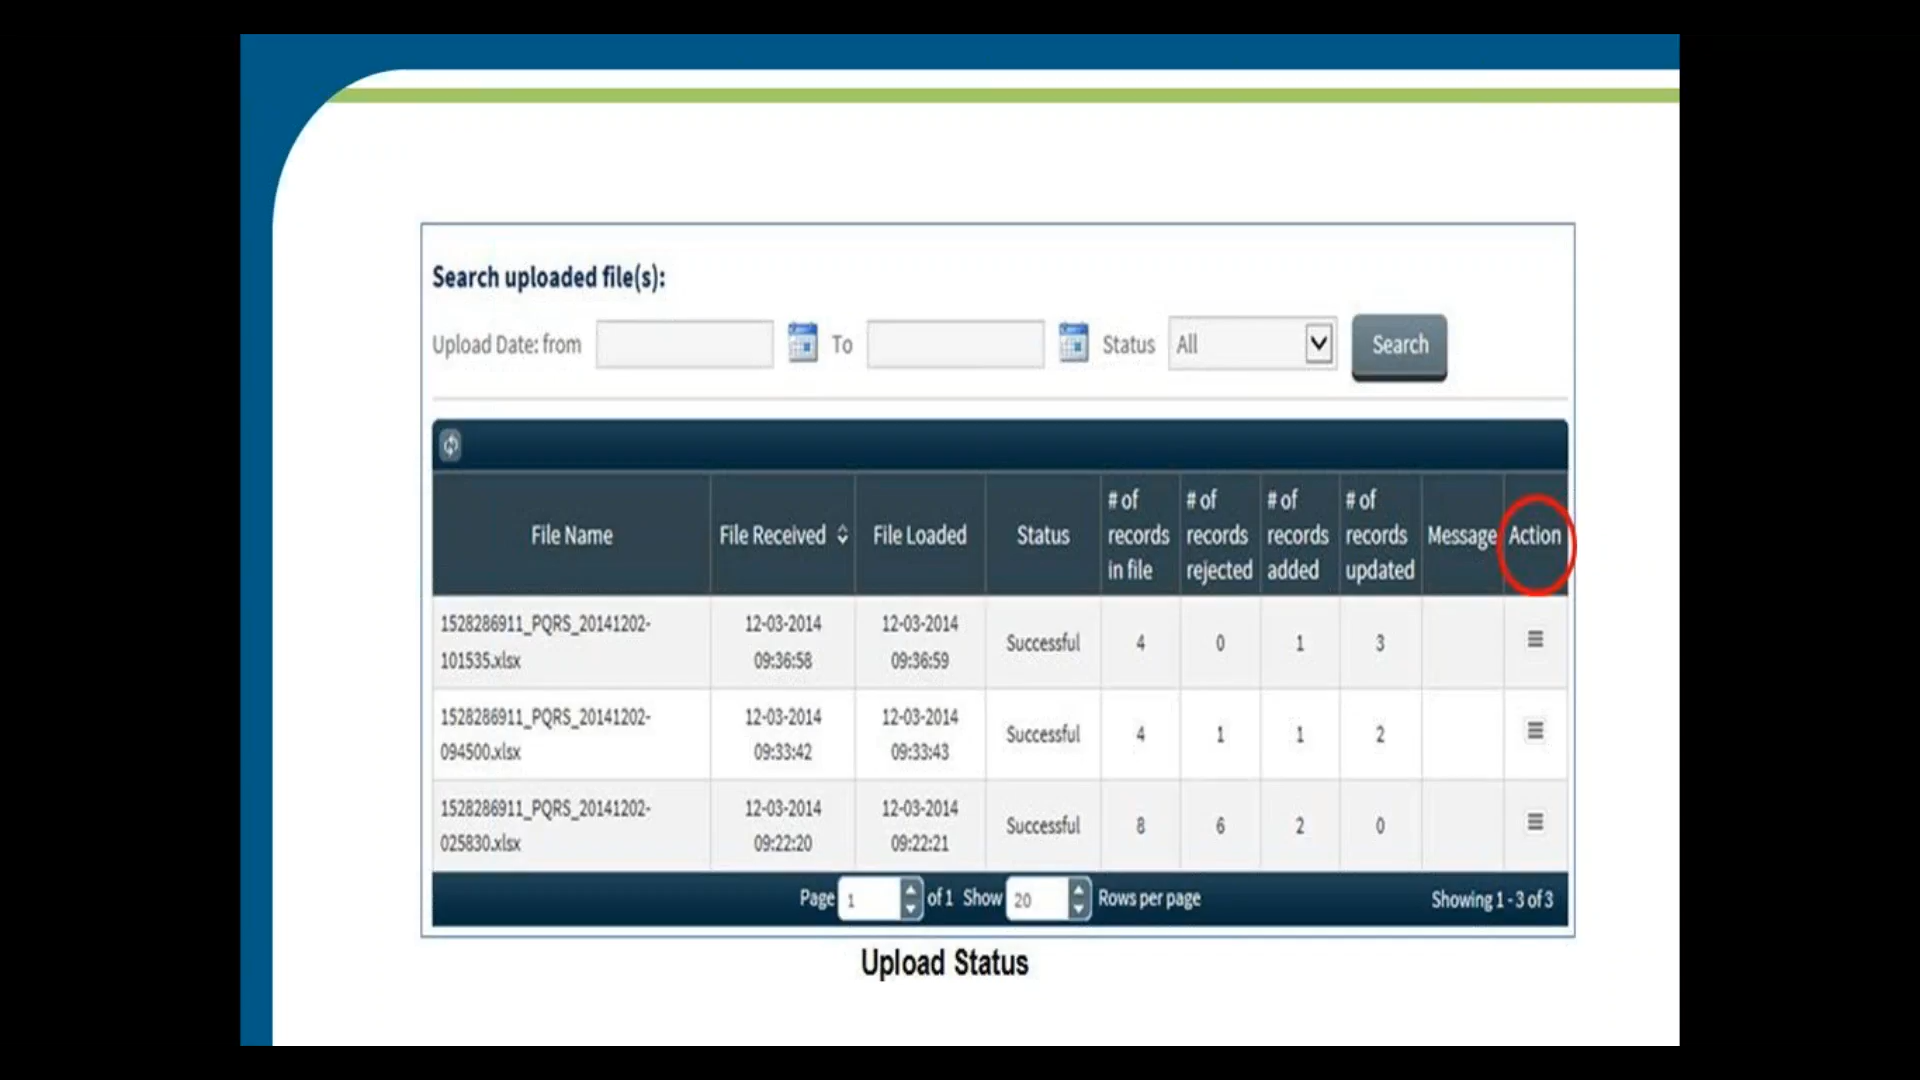 Search uploaded file(s):
Upload Date: from To Status All Search
File Name File Received File Loaded Status # of records in file # of records rejected # of records added # of records updated Message Action
1528286911_PQRS_20141202-
101535.xlsx
12-03-2014
09:36:58
12-03-2014
09:36:59
Successful 4 0 1 3
1528286911_PQRS_20141202-
094500.xlsx
12-03-2014
09:33:42
12-03-2014
09:33:43
Successful 4 1 1 2
1528286911_PQRS_20141202-
025830.xlsx
12-03-2014
09:22:20
12-03-2014
09:22:21
Successful 8 6 2 0
Page 1 of 1 Show 20 Rows per page Showing 1 - 3 of 3
Upload Status